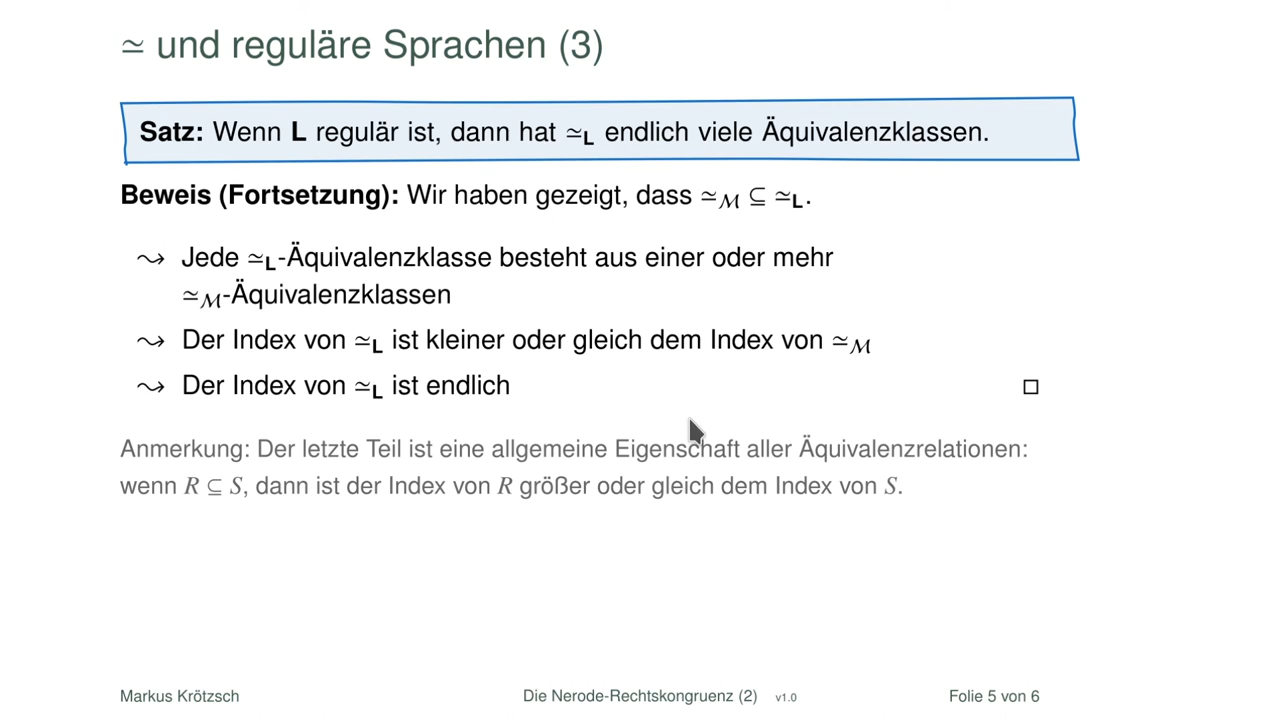 ≃ und reguläre Sprachen (3)
Satz: Wenn L regulär ist, dann hat ≃L endlich viele Äquivalenzklassen.
Beweis (Fortsetzung): Wir haben gezeigt, dass ≃ℳ ⊆ ≃L.
⤳ Jede ≃L-Äquivalenzklasse besteht aus einer oder mehr
≃ℳ-Äquivalenzklassen
⤳ Der Index von ≃L ist kleiner oder gleich dem Index von ≃ℳ
⤳ Der Index von ≃L ist endlich □
Anmerkung: Der letzte Teil ist eine allgemeine Eigenschaft aller Äquivalenzrelationen:
wenn R ⊆ S, dann ist der Index von R größer oder gleich dem Index von S.
Markus Krötzsch Die Nerode-Rechtskongruenz (2) v1.0 Folie 5 von 6